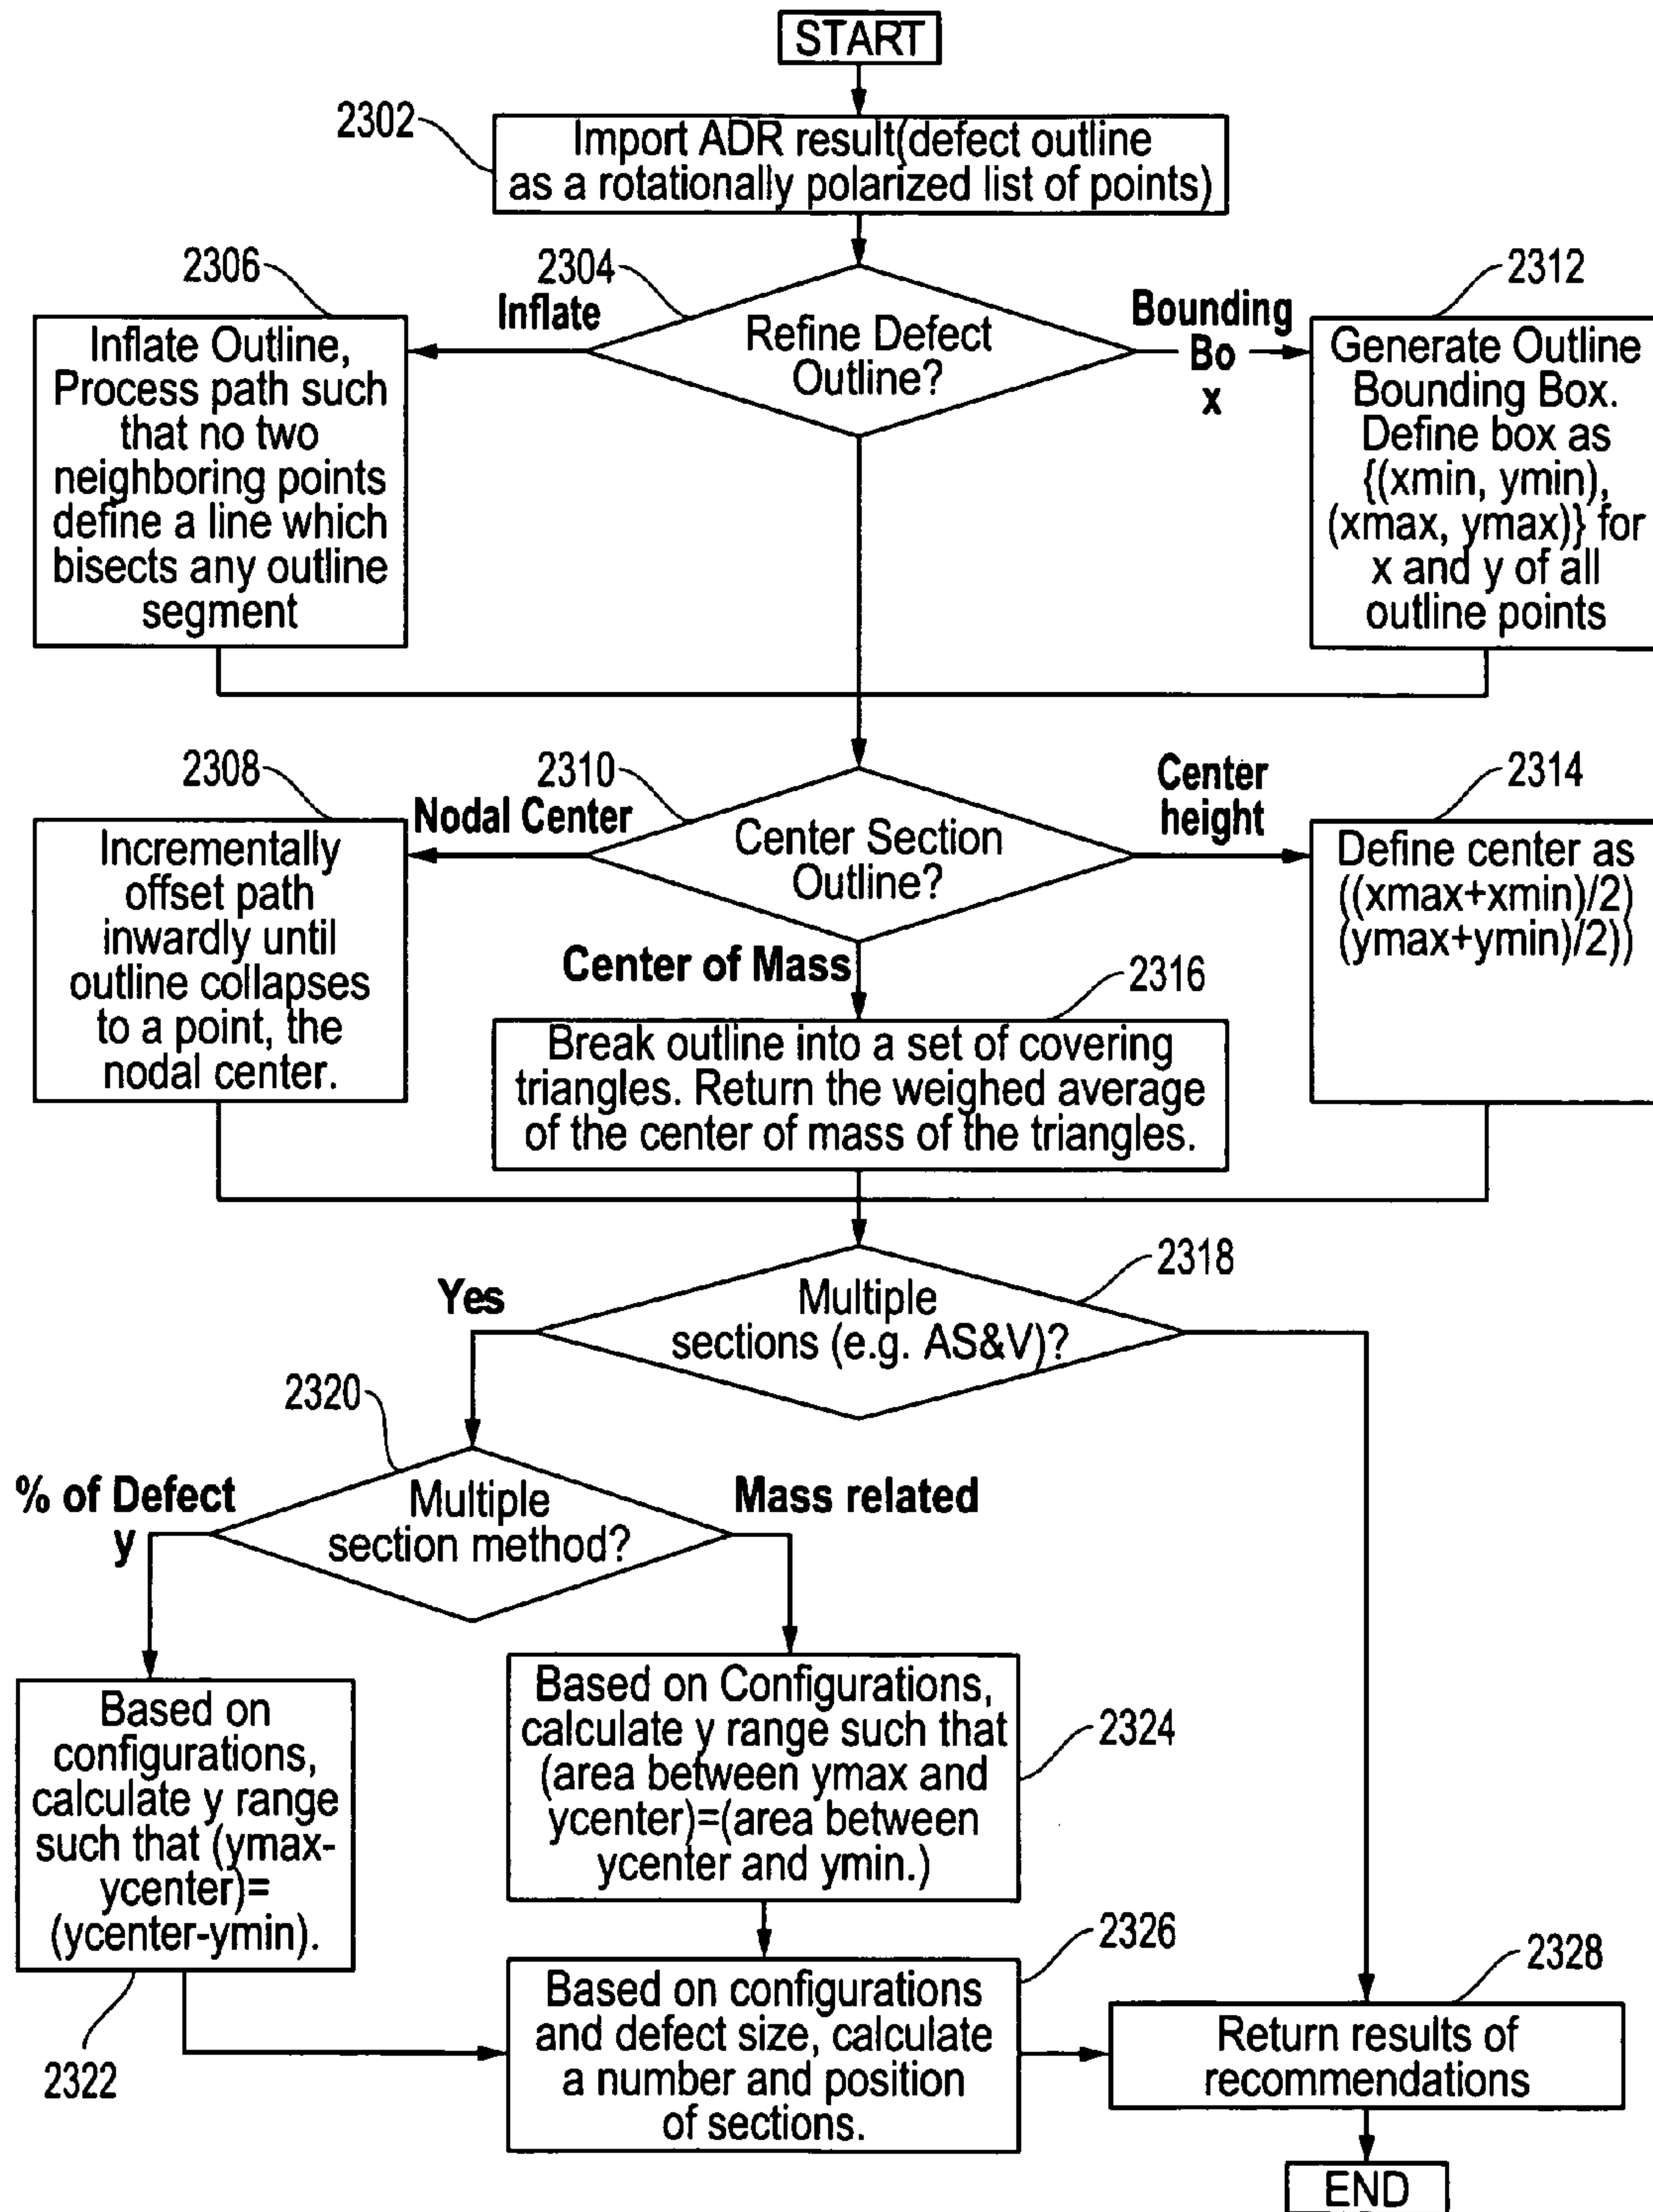 START
2302
Import ADR result(defect outline
as a rotationally polarized list of points)
2306
2304
2312
Inflate
Bounding
Bo
x
Refine Defect
Outline?
Inflate Outline,
Process path such
that no two
neighboring points
define a line which
bisects any outline
segment
Generate Outline
Bounding Box.
Define box as
{(xmin, ymin),
(xmax, ymax)} for
x and y of all
outline points
2308
2310
2314
Nodal Center
Center
height
Center Section
Outline?
Incrementally
offset path
inwardly until
outline collapses
to a point, the
nodal center.
Define center as
((xmax+xmin)/2)
(ymax+ymin)/2))
Center of Mass
2316
Break outline into a set of covering
triangles. Return the weighed average
of the center of mass of the triangles.
2318
Yes
Multiple
sections (e.g. AS&V)?
2320
% of Defect
y
Multiple
section method?
Mass related
Based on
configurations,
calculate y range
such that (ymax-
ycenter)=
(ycenter-ymin).
2322
Based on Configurations,
calculate y range such that
(area between ymax and
ycenter)=(area between
ycenter and ymin.)
2324
2326
Based on configurations
and defect size, calculate
a number and position
of sections.
2328
Return results of
recommendations
END